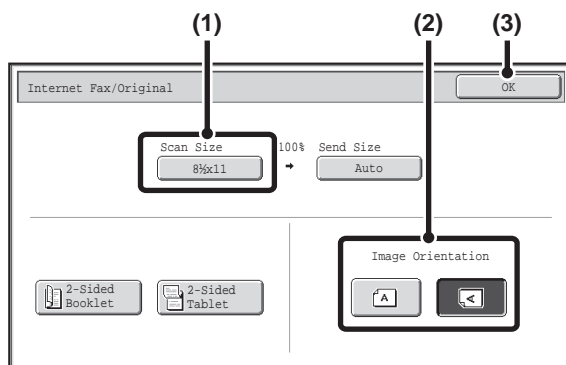 (1) (2) (3)
Internet Fax/Original OK
Scan Size 100% Send Size
8½x11 Auto
Image Orientation
2-Sided Booklet
2-Sided Tablet
A A